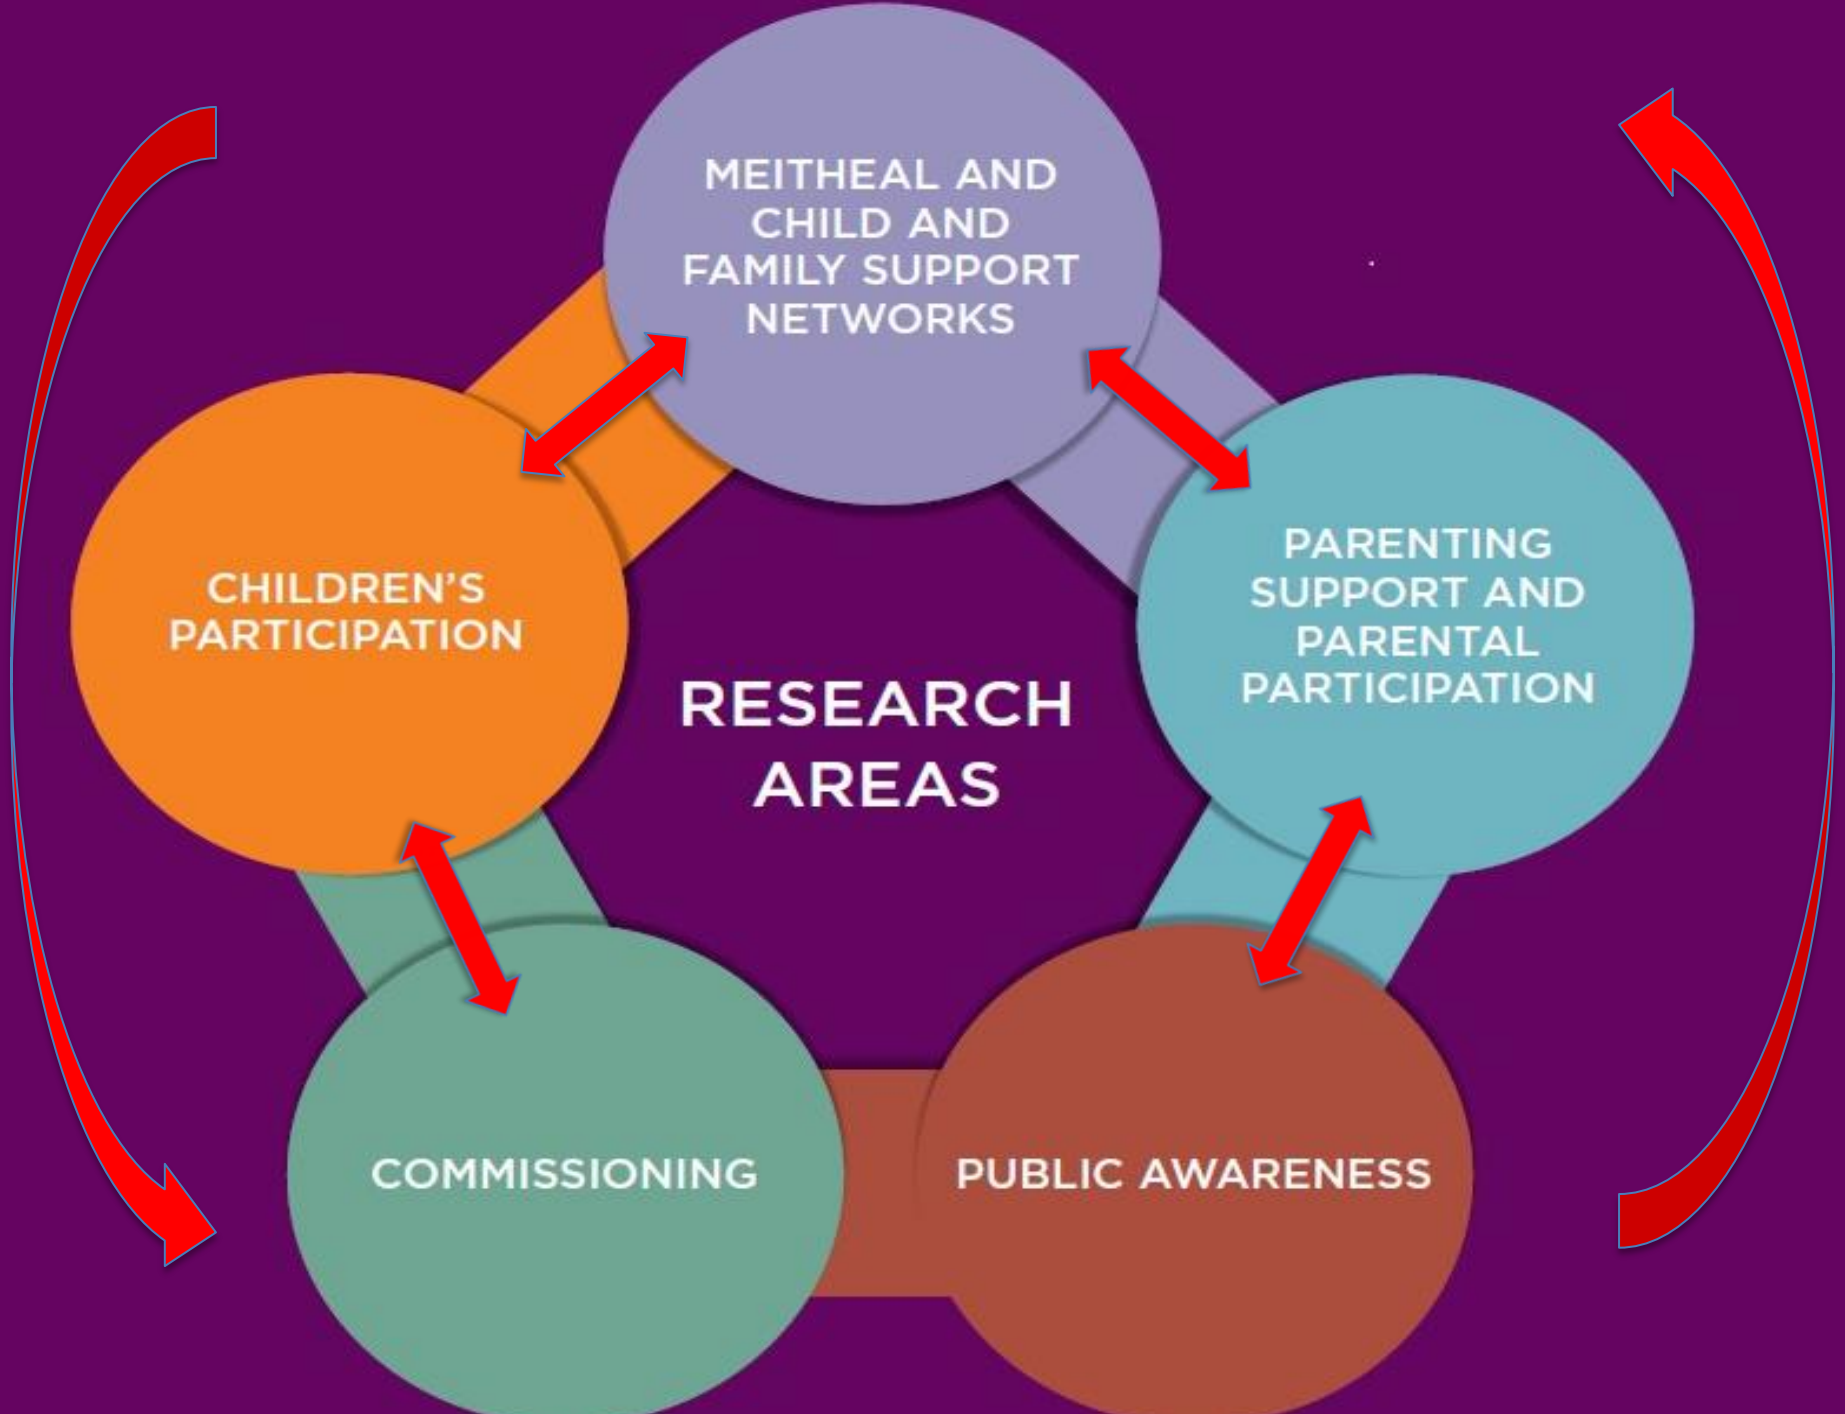 MEITHEAL AND
CHILD AND
FAMILY SUPPORT
NETWORKS
CHILDREN’S
PARTICIPATION
PARENTING
SUPPORT AND
PARENTAL
PARTICIPATION
RESEARCH
AREAS
COMMISSIONING
PUBLIC AWARENESS